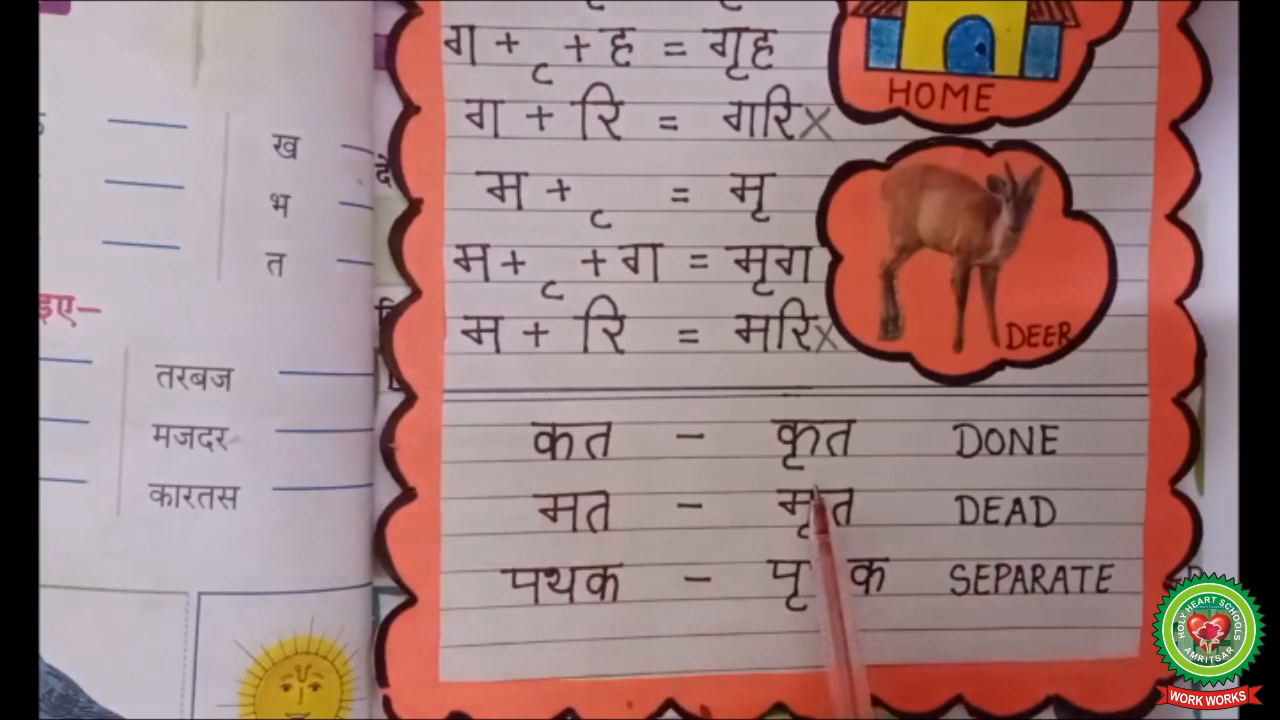 ग + ृ + ह = गृह
HOME
ग + रि = गरि ×
म + ृ = मृ
म + ृ + ग = मृग
म + रि = मरि ×
DEER
कत - कृत DONE
मत - मृत DEAD
पथक - पृ क SEPARATE
ख
भ
त
इए–
तरबज
मजदर
कारतस
HOLY HEART SCHOOLS
AMRITSAR
WORK WORKS